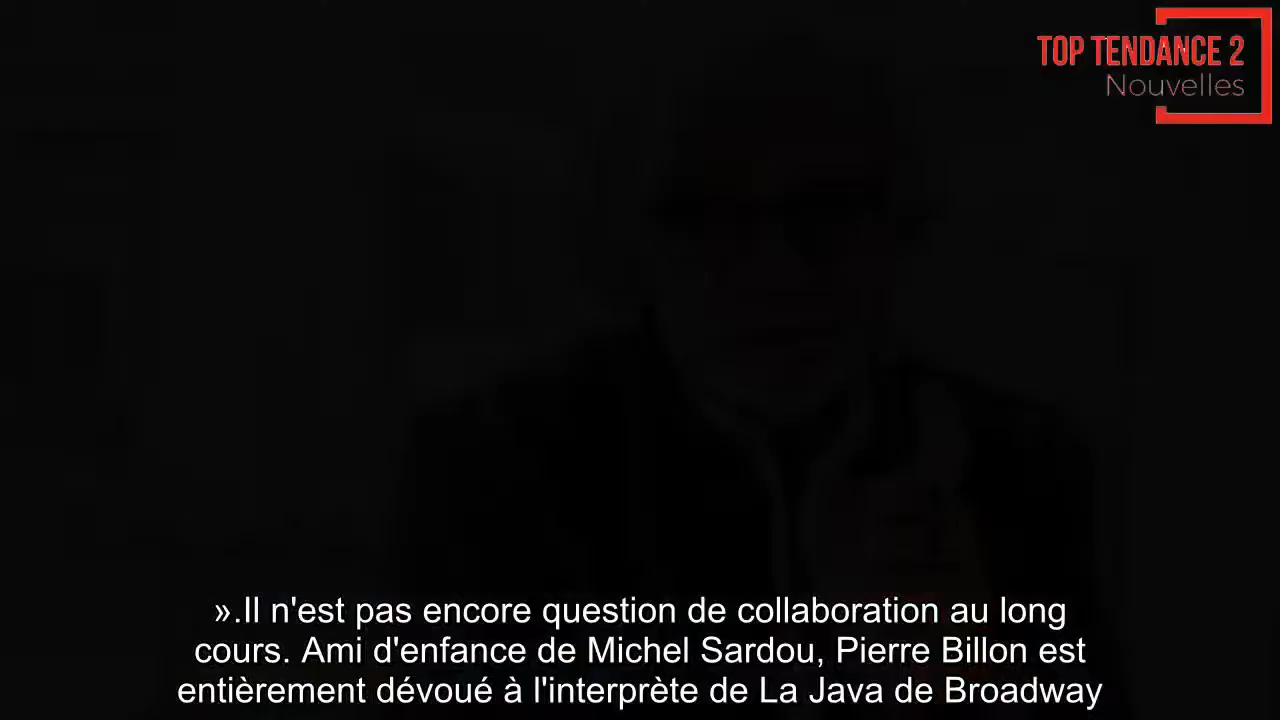 TOP TENDANCE 2
Nouvelles
».Il n'est pas encore question de collaboration au long
cours. Ami d'enfance de Michel Sardou, Pierre Billon est
entièrement dévoué à l'interprète de La Java de Broadway